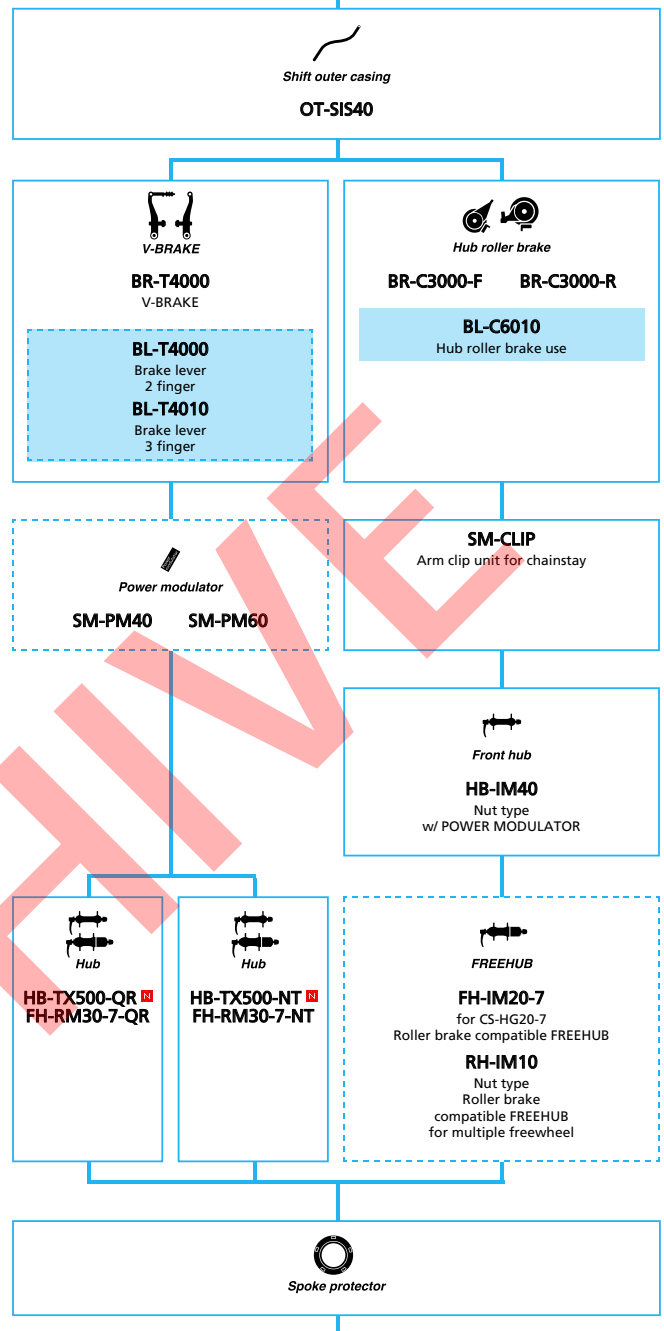 Shift outer casing
OT-SIS40
V-BRAKE
BR-T4000
V-BRAKE
BL-T4000
Brake lever
2 finger
BL-T4010
Brake lever
3 finger
Hub roller brake
BR-C3000-F BR-C3000-R
BL-C6010
Hub roller brake use
Power modulator
SM-PM40 SM-PM60
SM-CLIP
Arm clip unit for chainstay
Front hub
HB-IM40
Nut type
w/ POWER MODULATOR
Hub
HB-TX500-QR N
FH-RM30-7-QR
Hub
HB-TX500-NT N
FH-RM30-7-NT
FREEHUB
FH-IM20-7
for CS-HG20-7
Roller brake compatible FREEHUB
RH-IM10
Nut type
Roller brake
compatible FREEHUB
for multiple freewheel
Spoke protector
HIVE